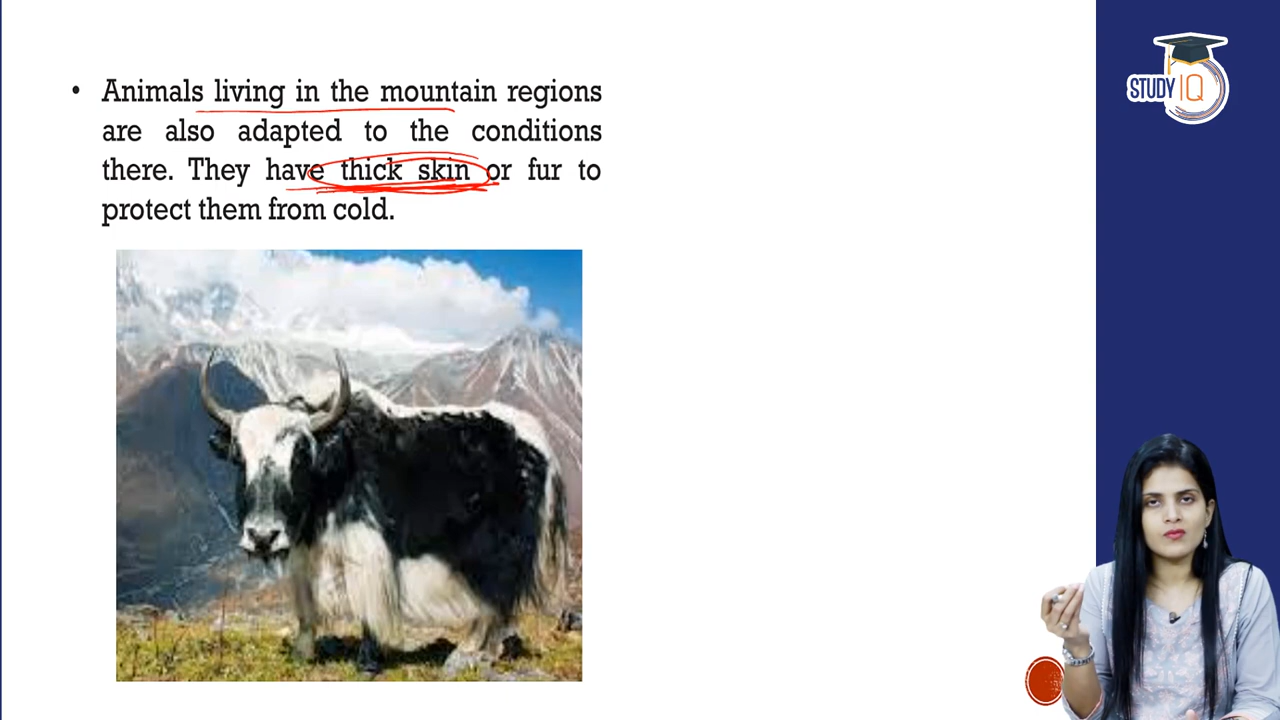 • Animals living in the mountain regions
are also adapted to the conditions
there. They have thick skin or fur to
protect them from cold.
STUDY IQ